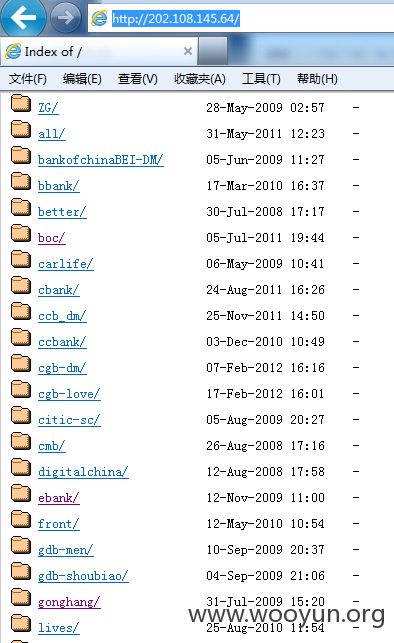 http://202.108.145.64/
Index of /
文件(F) 编辑(E) 查看(V) 收藏夹(A) 工具(T) 帮助(H)
ZG/ 28-May-2009 02:57 -
all/ 31-May-2011 12:23 -
bankofchinaBEI-DM/ 05-Jun-2009 11:27 -
bbank/ 17-Mar-2010 16:37 -
better/ 30-Jul-2008 17:17 -
boc/ 05-Jul-2011 19:44 -
carlife/ 06-May-2009 10:41 -
cbank/ 24-Aug-2011 16:26 -
ccb_dm/ 25-Nov-2011 14:50 -
ccbank/ 03-Dec-2010 10:49 -
cgb-dm/ 07-Feb-2012 16:16 -
cgb-love/ 17-Feb-2012 16:01 -
citic-sc/ 05-Aug-2009 20:27 -
cmb/ 26-Aug-2008 17:16 -
digitalchina/ 12-Aug-2008 17:58 -
ebank/ 12-Nov-2009 11:00 -
front/ 12-May-2010 10:54 -
gdb-men/ 10-Sep-2009 20:37 -
gdb-shoubiao/ 04-Sep-2009 21:06 -
gonghang/ 31-Jul-2009 15:20 -
www.wooyun.org
lives/ 25-Aug-2010 11:54 -